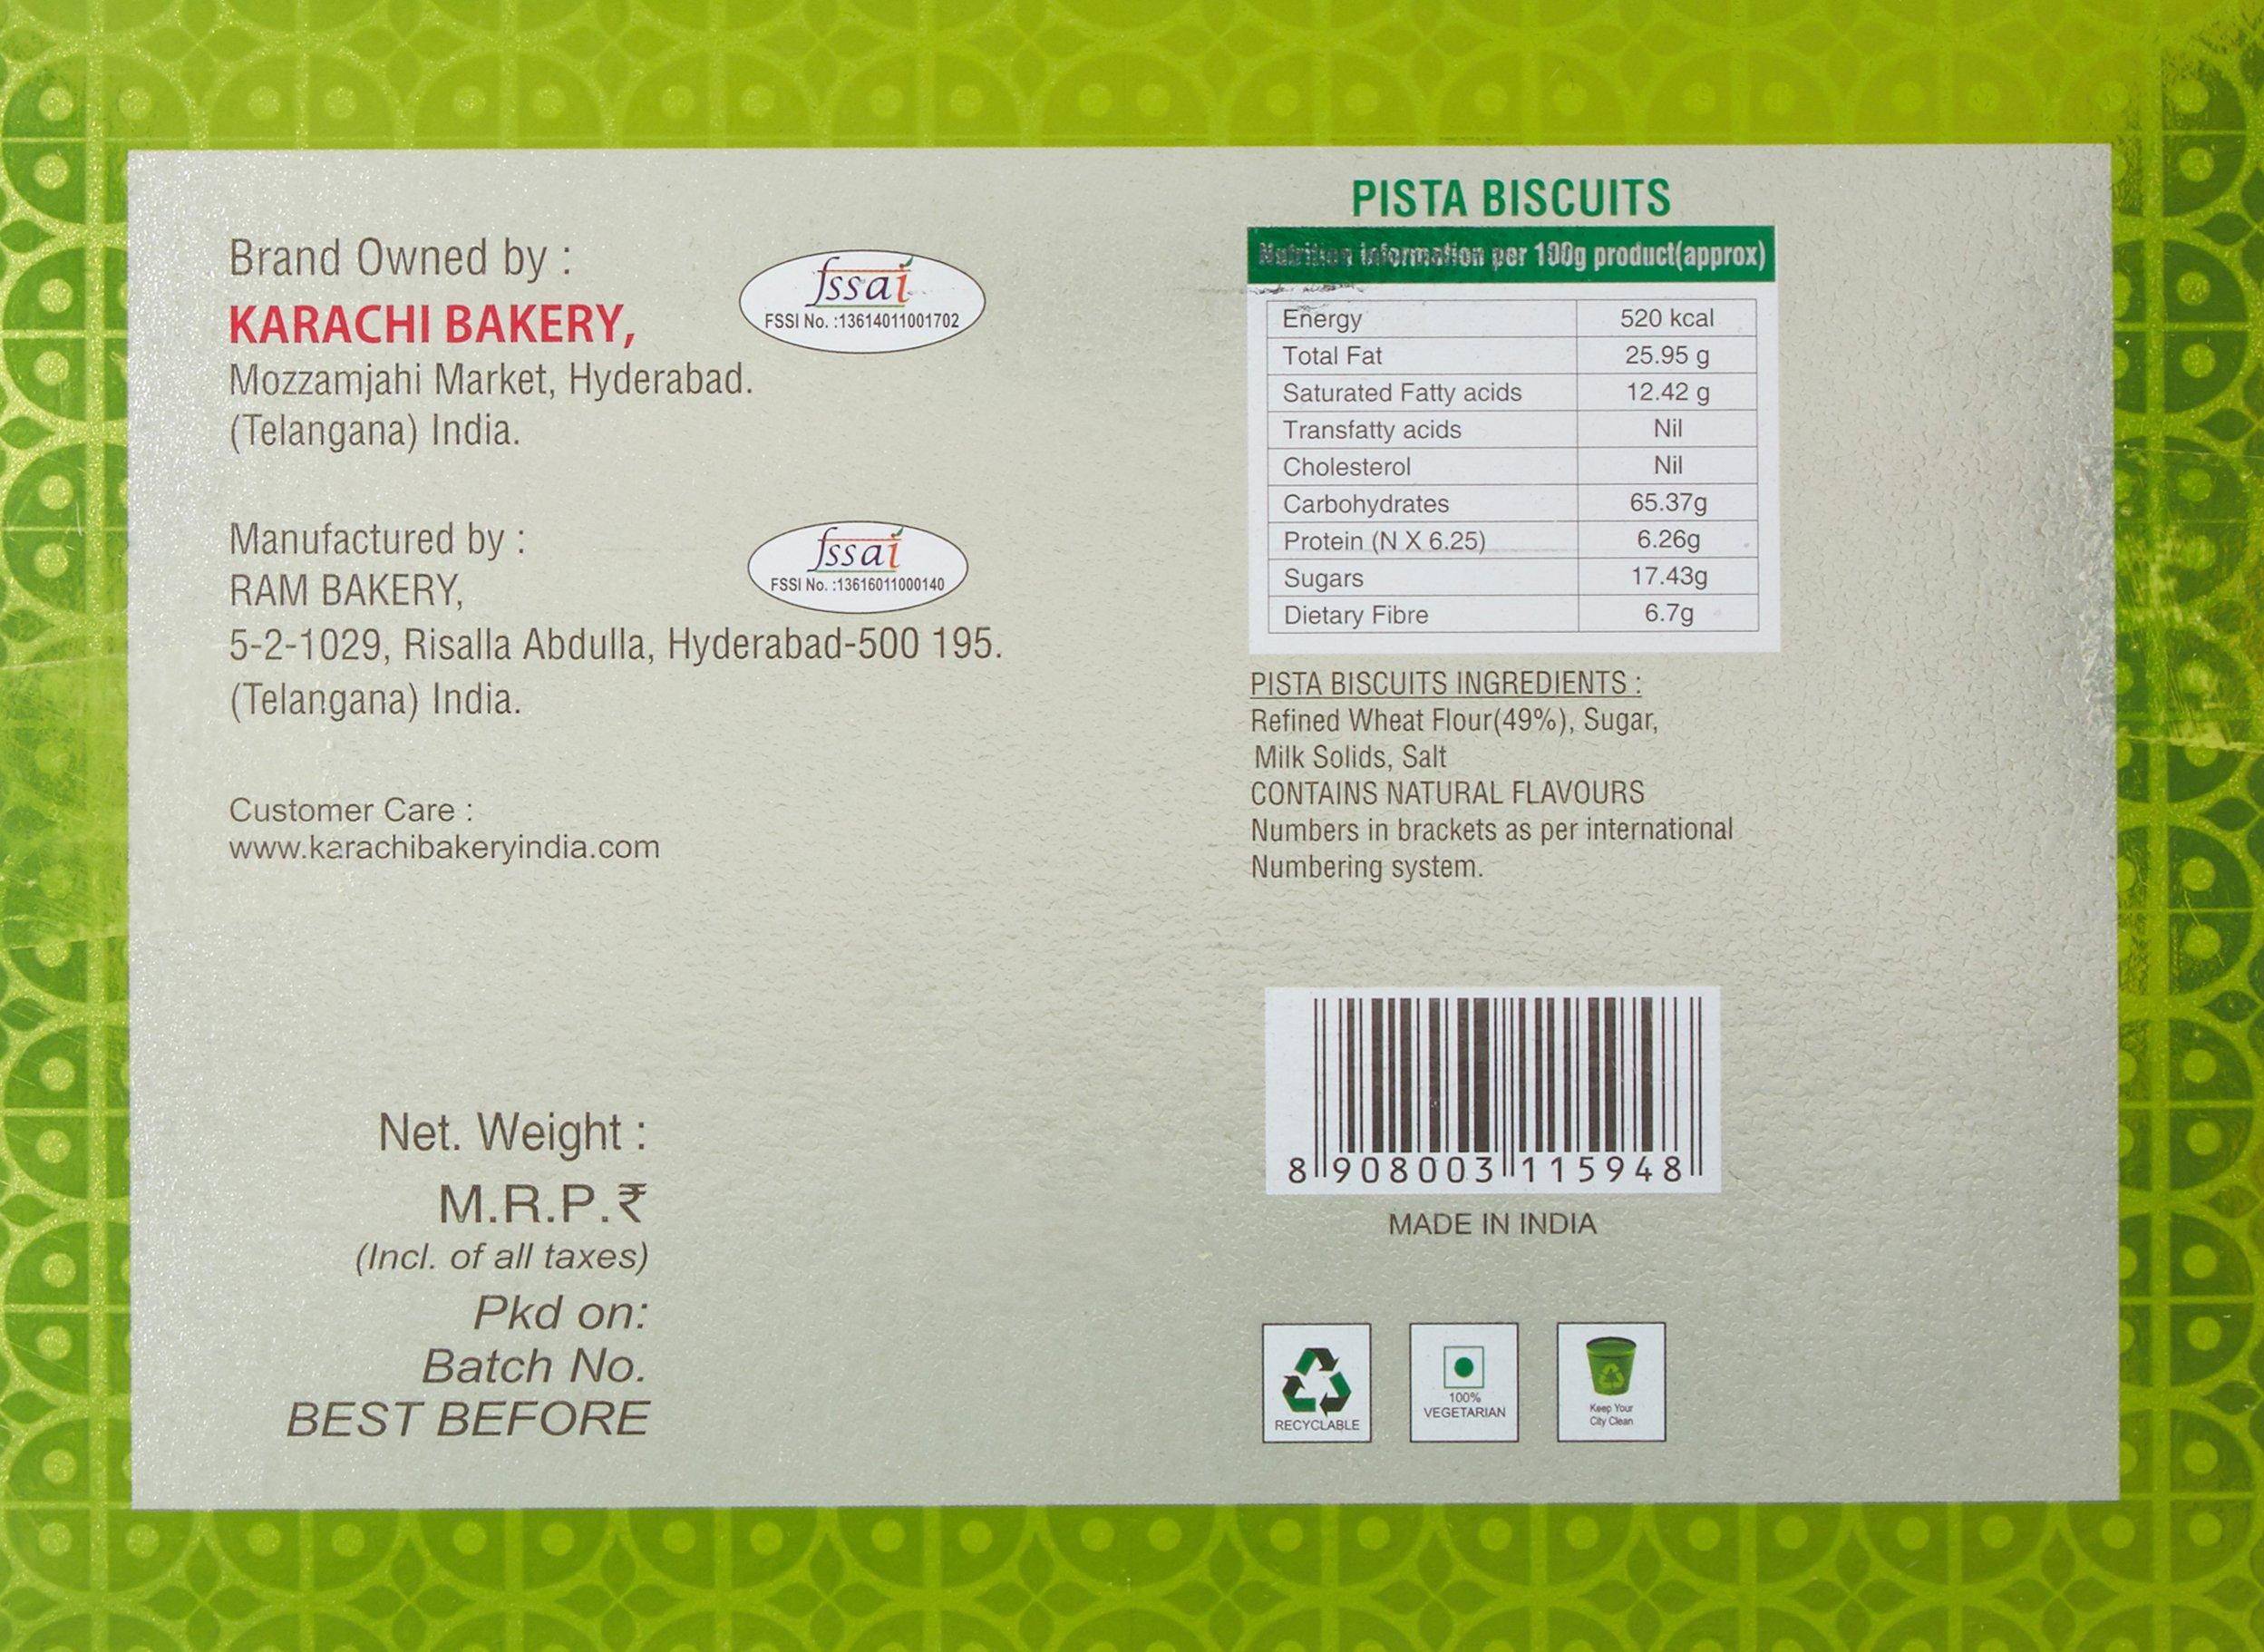 Brand Owned by :
KARACHI BAKERY,
Mozzamjahi Market, Hyderabad.
(Telangana) India.
fssai
FSSI No. :13614011001702
Manufactured by :
RAM BAKERY,
5-2-1029, Risalla Abdulla, Hyderabad-500 195.
(Telangana) India.
fssai
FSSI No. :13616011000140
Customer Care :
www.karachibakeryindia.com
Net. Weight :
M.R.P.₹
(Incl. of all taxes)
Pkd on:
Batch No.
BEST BEFORE
PISTA BISCUITS
Nutrition information per 100g product(approx)
Energy 520 kcal
Total Fat 25.95 g
Saturated Fatty acids 12.42 g
Transfatty acids Nil
Cholesterol Nil
Carbohydrates 65.37g
Protein (N X 6.25) 6.26g
Sugars 17.43g
Dietary Fibre 6.7g
PISTA BISCUITS INGREDIENTS :
Refined Wheat Flour(49%), Sugar,
Milk Solids, Salt
CONTAINS NATURAL FLAVOURS
Numbers in brackets as per international
Numbering system.
8 908003 115948
MADE IN INDIA
RECYCLABLE
100%
VEGETARIAN
Keep Your
City Clean